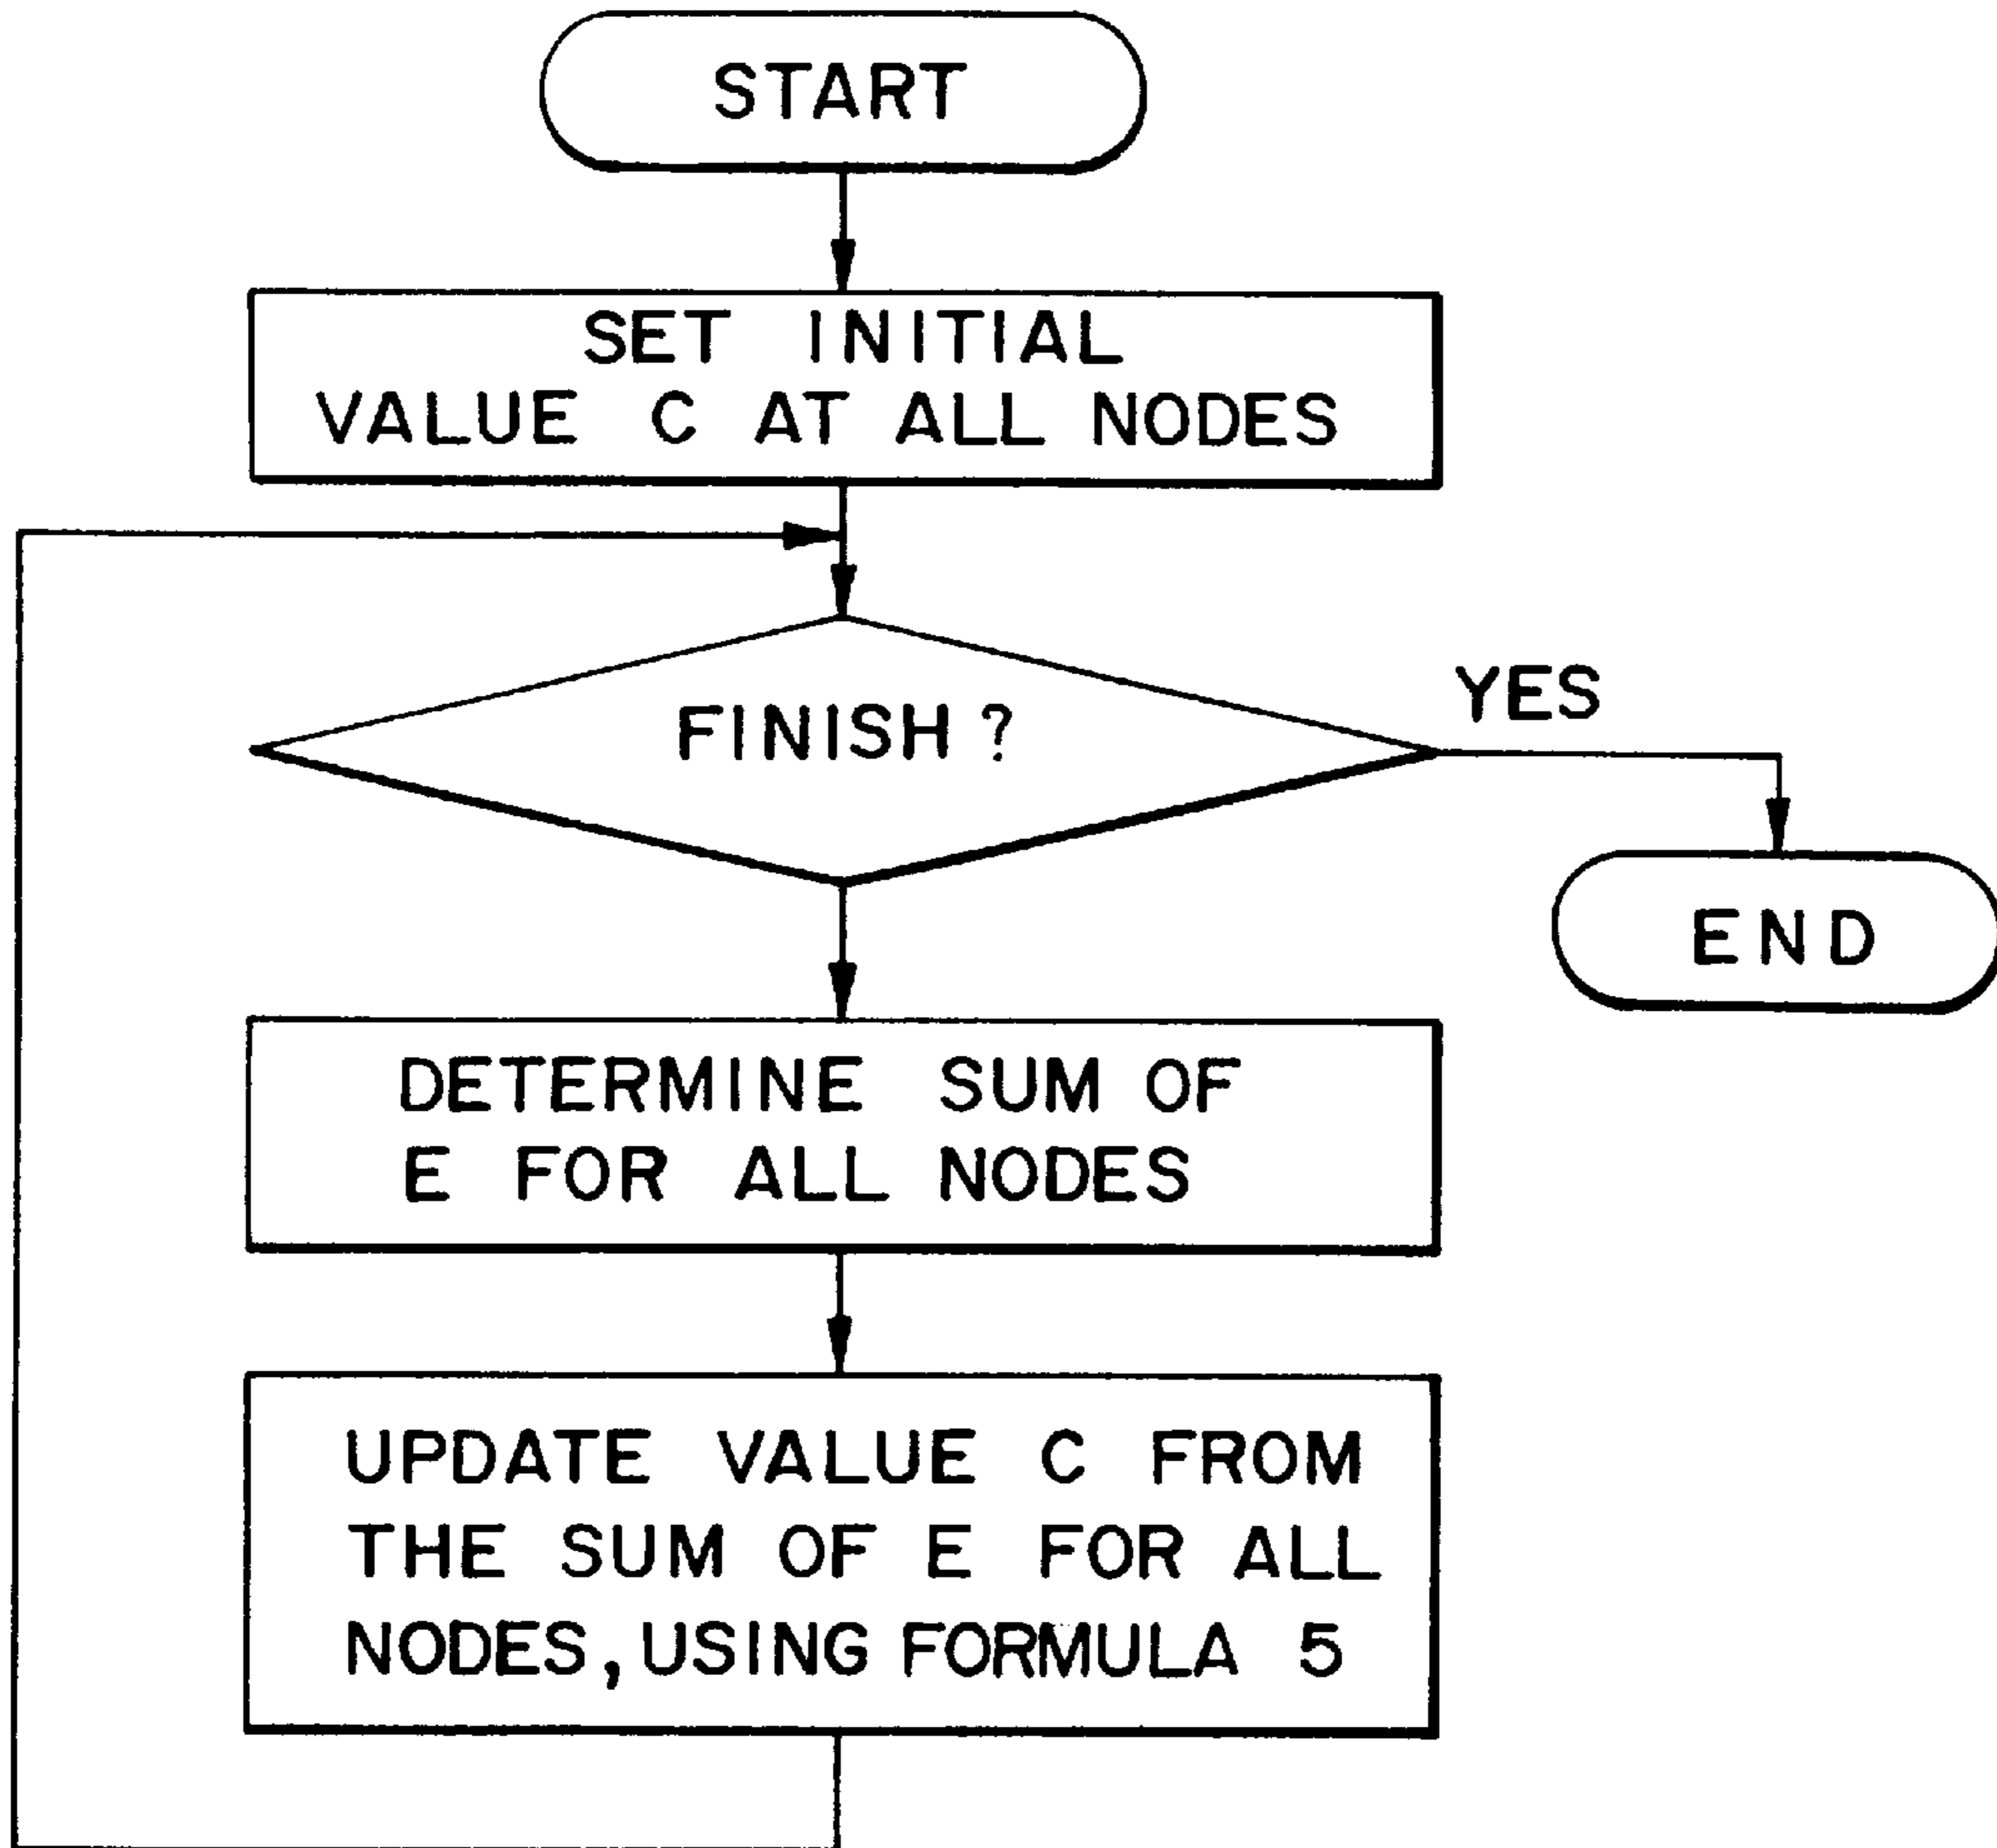 START
SET INITIAL
VALUE C AT ALL NODES
FINISH ?
YES
END
DETERMINE SUM OF
E FOR ALL NODES
UPDATE VALUE C FROM
THE SUM OF E FOR ALL
NODES, USING FORMULA 5